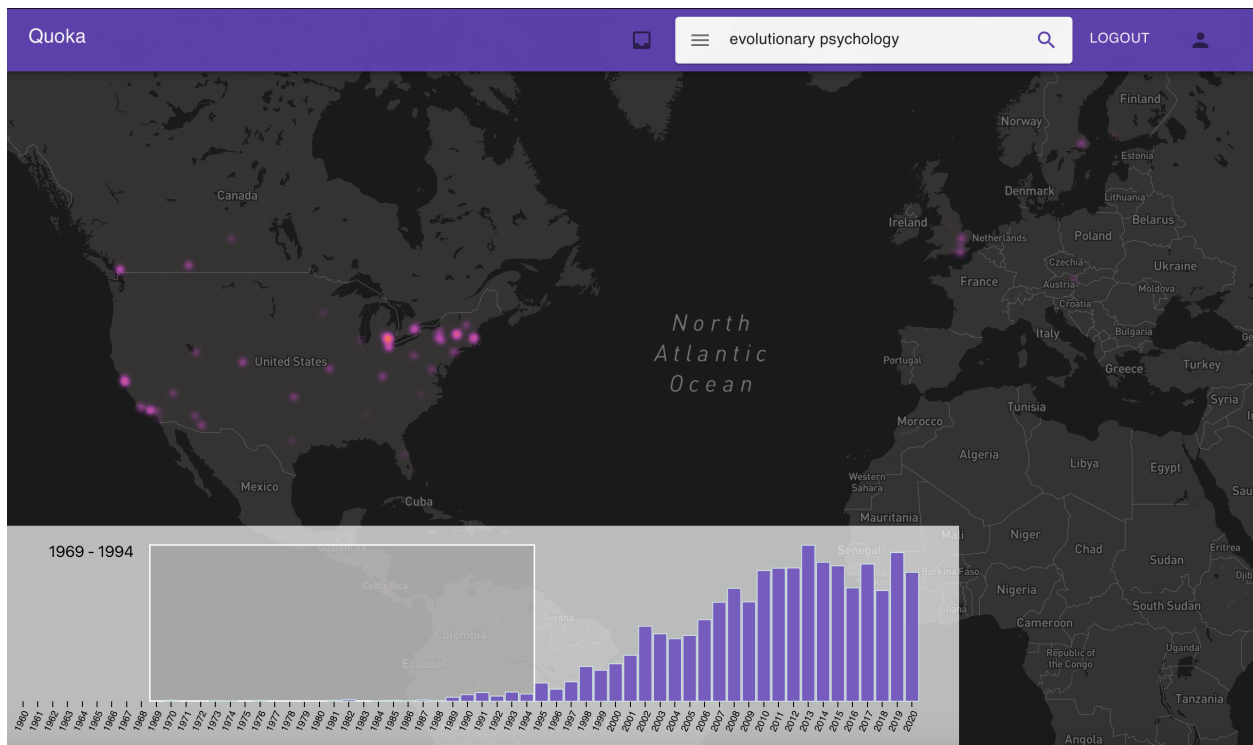 Quoka
evolutionary psychology
LOGOUT
Finland
Norway
Estonia
Canada
Denmark
Lithuania
Ireland
Belarus
Netherlands
Poland
Czechia
Ukraine
France
Austria
Moldova
Croatia
North
Atlantic
Ocean
Bulgaria
Italy
United States
Portugal
Greece
Turkey
Syria
Tunisia
Morocco
Algeria
Libya
Egypt
Western
Sahara
Mexico
Cuba
Sau
Mauritania
1969 - 1994
Guatemala
Mali
Senegal
Niger
Chad
Sudan
Eritrea
Burkina Faso
Djib
Costa Rica
Nigeria
Ghana
South Sudan
Guyana
Cameroon
Colombia
Ecuador
Republic of
the Congo
Uganda
Tanzania
Angola
1960 1961 1962 1963 1964 1965 1966 1967 1968 1969 1970 1971 1972 1973 1974 1975 1976 1977 1978 1979 1980 1981 1982 1983 1984 1985 1986 1987 1988 1989 1990 1991 1992 1993 1994 1995 1996 1997 1998 1999 2000 2001 2002 2003 2004 2005 2006 2007 2008 2009 2010 2011 2012 2013 2014 2015 2016 2017 2018 2019 2020